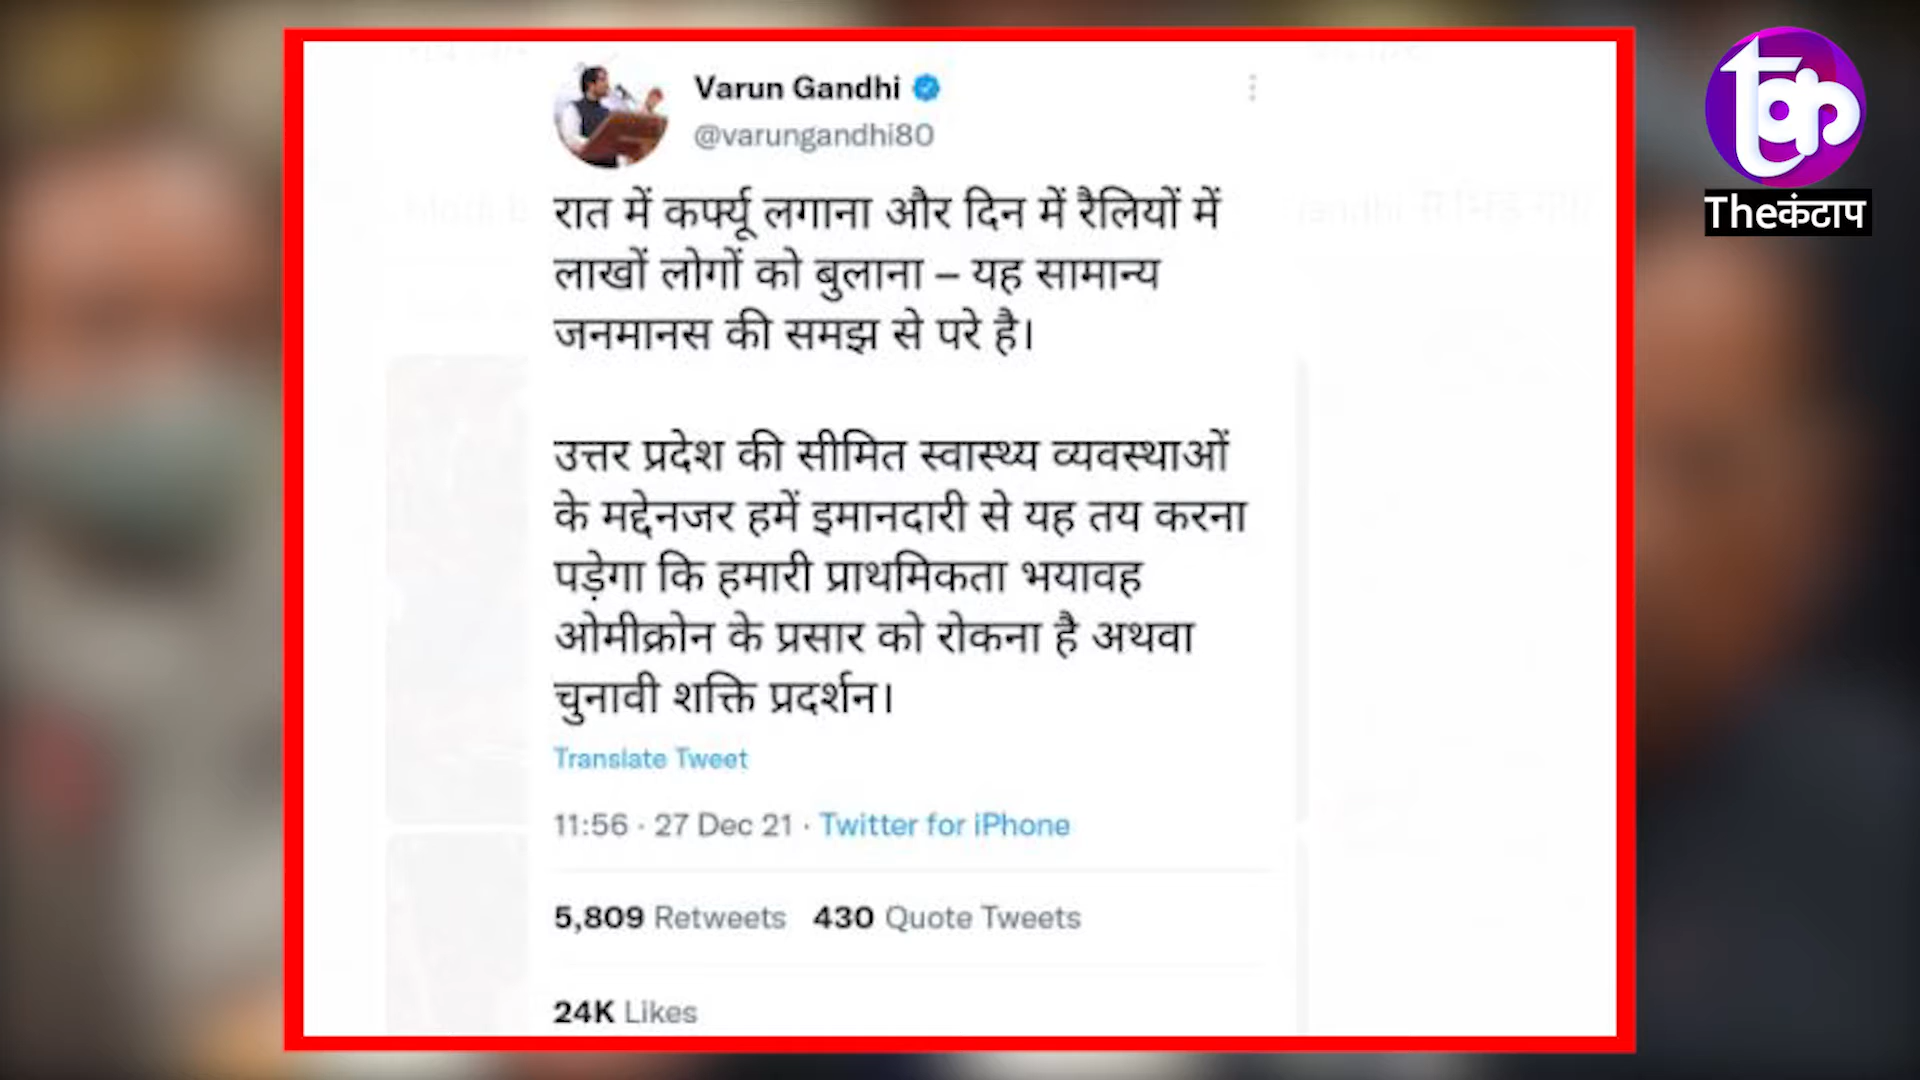 Varun Gandhi
@varungandhi80
रात में कर्फ्यू लगाना और दिन में रैलियों में
लाखों लोगों को बुलाना – यह सामान्य
जनमानस की समझ से परे है।
उत्तर प्रदेश की सीमित स्वास्थ्य व्यवस्थाओं
के मद्देनजर हमें इमानदारी से यह तय करना
पड़ेगा कि हमारी प्राथमिकता भयावह
ओमीक्रोन के प्रसार को रोकना है अथवा
चुनावी शक्ति प्रदर्शन।
Translate Tweet
11:56 · 27 Dec 21 · Twitter for iPhone
5,809 Retweets 430 Quote Tweets
24K Likes
Theकंटाप